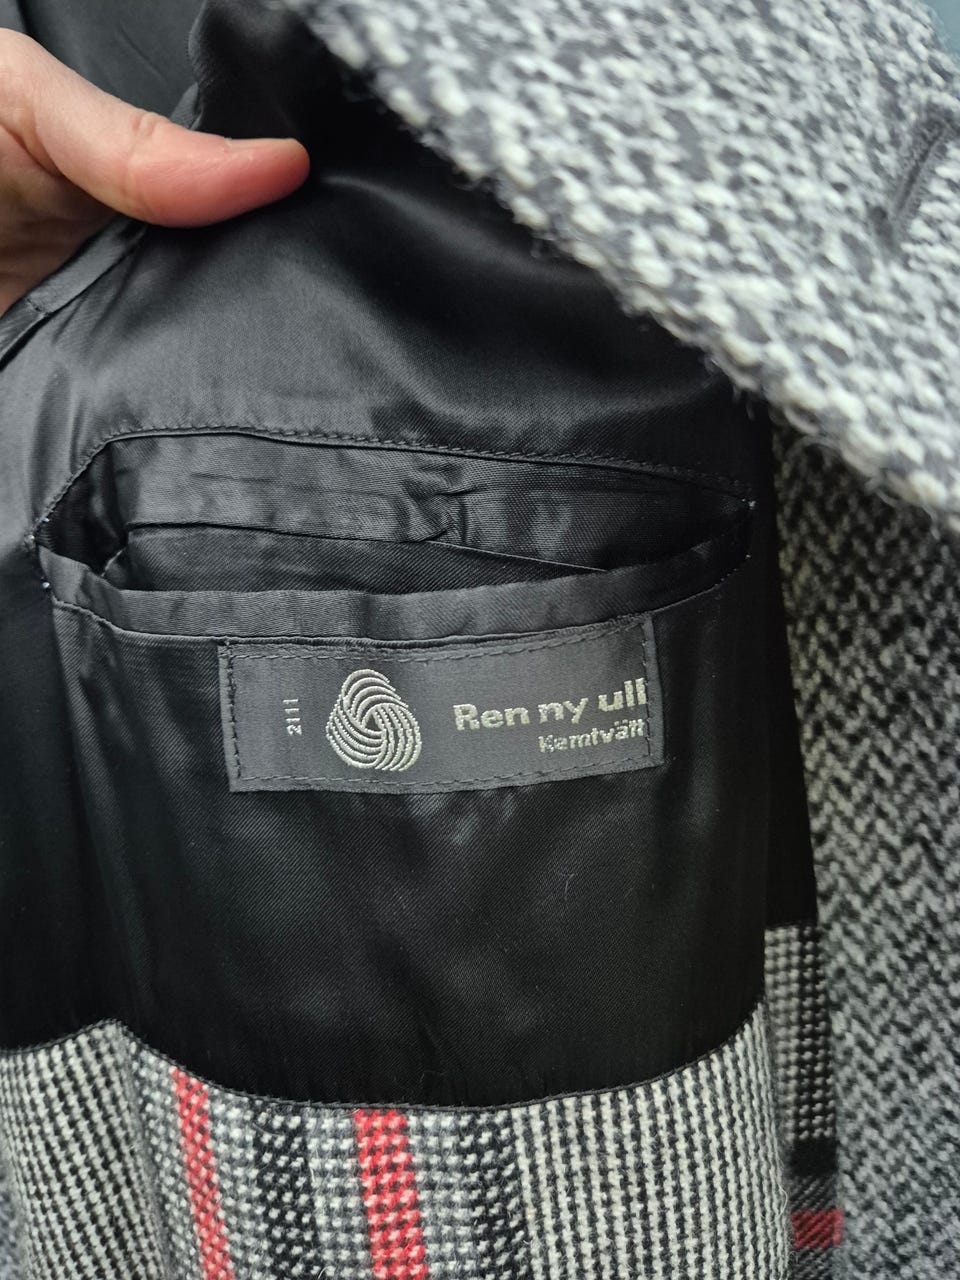 2111
Ren ny ull
Kemtvätt